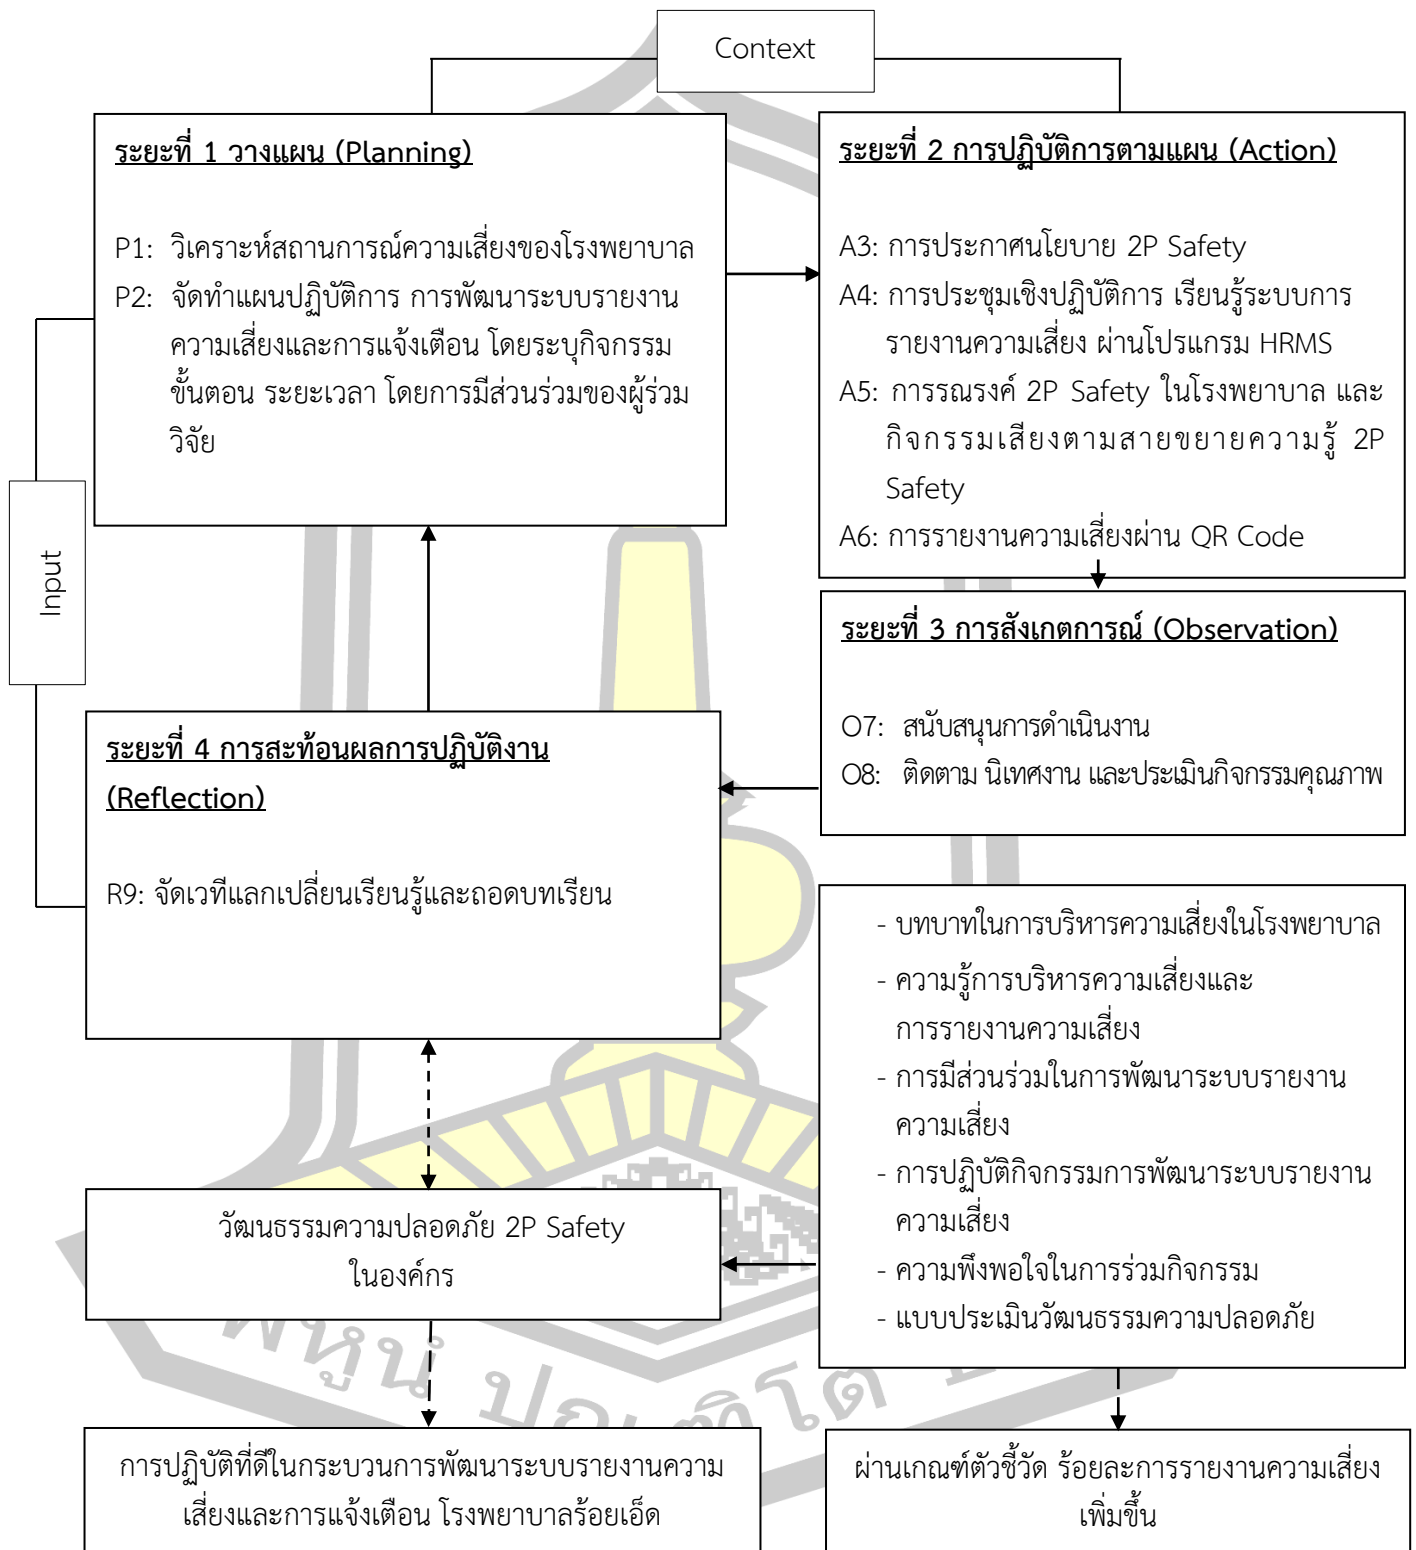 Context
ระยะที่ 1 วางแผน (Planning)
P1: วิเคราะห์สถานการณ์ความเสี่ยงของโรงพยาบาล
P2: จัดทำแผนปฏิบัติการ การพัฒนาระบบรายงาน
ความเสี่ยงและการแจ้งเตือน โดยระบุกิจกรรม
ขั้นตอน ระยะเวลา โดยการมีส่วนร่วมของผู้ร่วม
วิจัย
ระยะที่ 2 การปฏิบัติการตามแผน (Action)
A3: การประกาศนโยบาย 2P Safety
A4: การประชุมเชิงปฏิบัติการ เรียนรู้ระบบการ
รายงานความเสี่ยง ผ่านโปรแกรม HRMS
A5: การรณรงค์ 2P Safety ในโรงพยาบาล และ
กิจกรรมเสียงตามสายขยายความรู้ 2P
Safety
A6: การรายงานความเสี่ยงผ่าน QR Code
Input
ระยะที่ 3 การสังเกตการณ์ (Observation)
O7: สนับสนุนการดำเนินงาน
O8: ติดตาม นิเทศงาน และประเมินกิจกรรมคุณภาพ
ระยะที่ 4 การสะท้อนผลการปฏิบัติงาน
(Reflection)
R9: จัดเวทีแลกเปลี่ยนเรียนรู้และถอดบทเรียน
- บทบาทในการบริหารความเสี่ยงในโรงพยาบาล
- ความรู้การบริหารความเสี่ยงและ
การรายงานความเสี่ยง
- การมีส่วนร่วมในการพัฒนาระบบรายงาน
ความเสี่ยง
- การปฏิบัติกิจกรรมการพัฒนาระบบรายงาน
ความเสี่ยง
- ความพึงพอใจในการร่วมกิจกรรม
- แบบประเมินวัฒนธรรมความปลอดภัย
วัฒนธรรมความปลอดภัย 2P Safety
ในองค์กร
พหูนํ ปณฺฑิโต
การปฏิบัติที่ดีในกระบวนการพัฒนาระบบรายงานความ
เสี่ยงและการแจ้งเตือน โรงพยาบาลร้อยเอ็ด
ผ่านเกณฑ์ตัวชี้วัด ร้อยละการรายงานความเสี่ยง
เพิ่มขึ้น